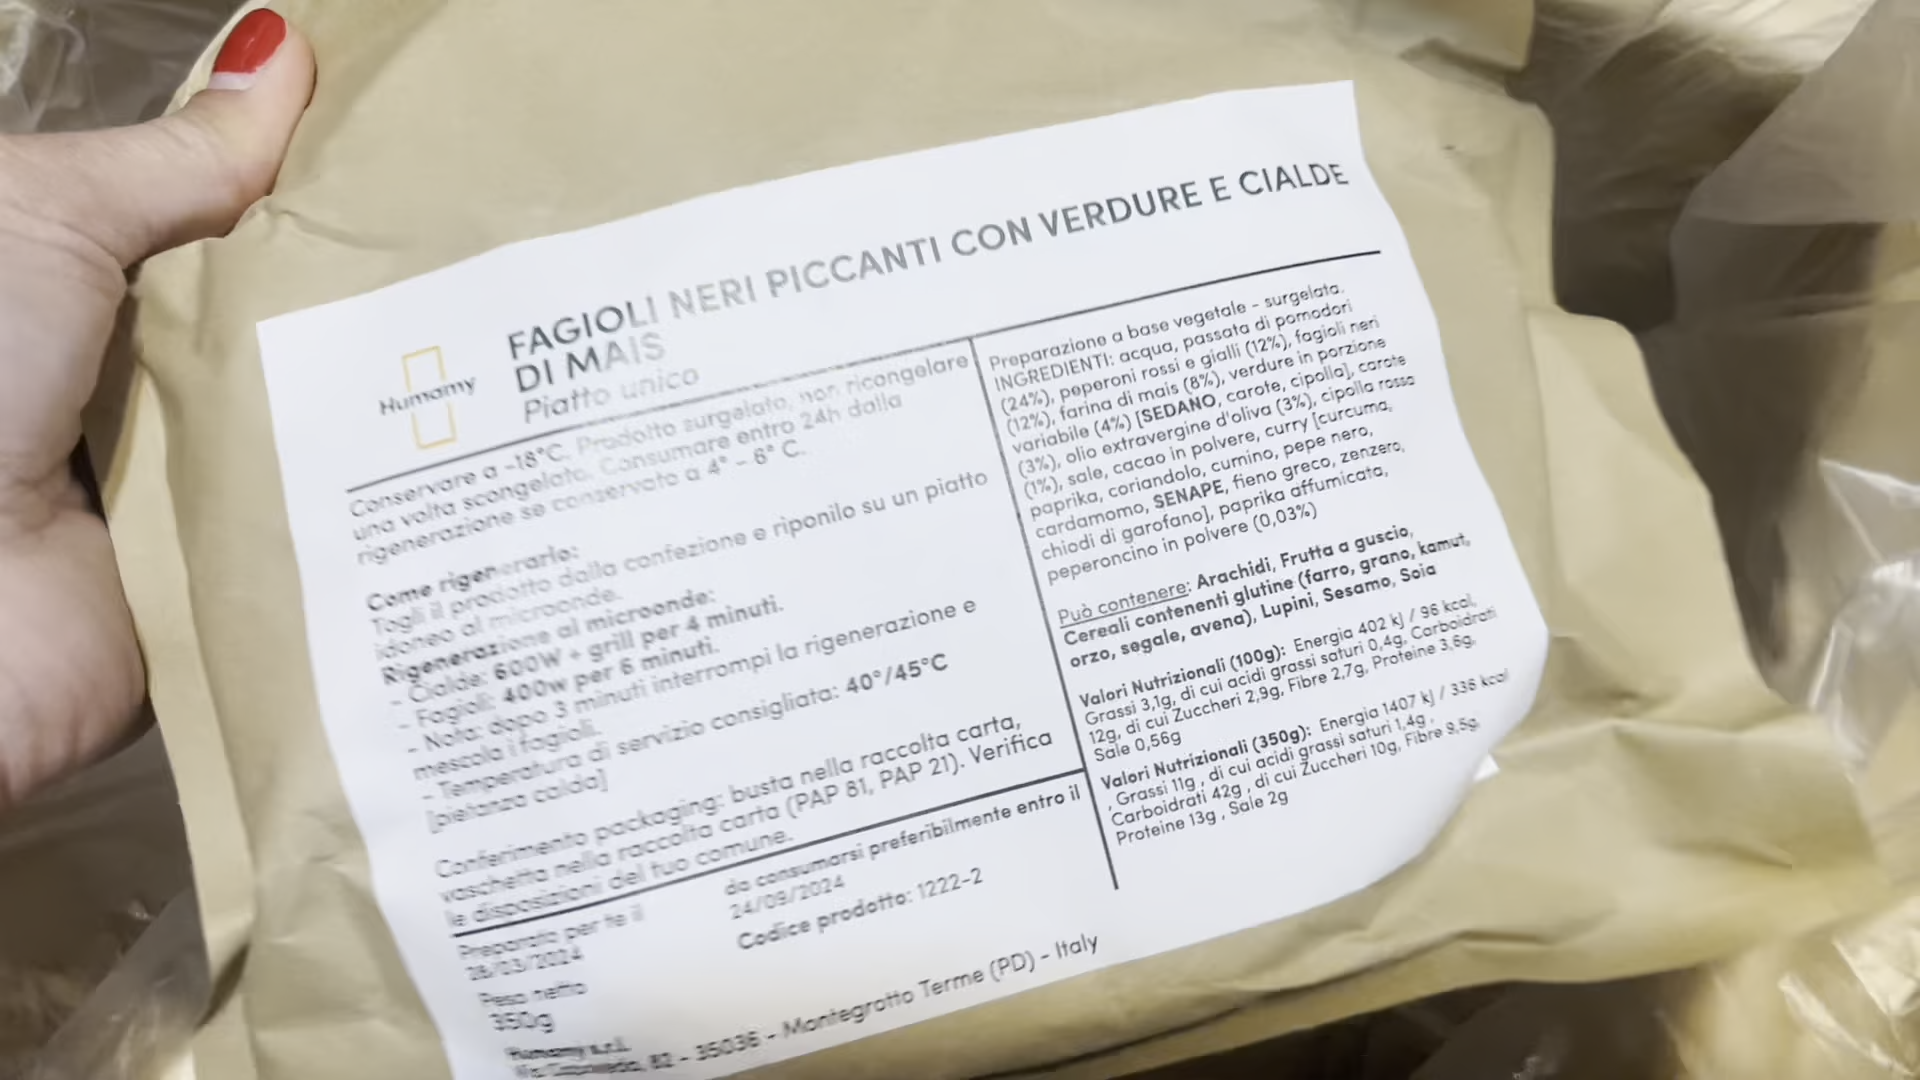 Humamy
FAGIOLI NERI PICCANTI CON VERDURE E CIALDE
DI MAIS
Piatto unico
Conservare a -18°C. Prodotto surgelato, non ricongelare
una volta scongelato. Consumare entro 24h dalla
rigenerazione se conservato a 4° - 6° C.
Come rigenerarlo:
Togli il prodotto dalla confezione e riponilo su un piatto
idoneo al microonde.
Rigenerazione al microonde:
- Cialde: 600W + grill per 4 minuti.
- Fagioli: 400w per 6 minuti.
- Nota: dopo 3 minuti interrompi la rigenerazione e
mescola i fagioli.
- Temperatura di servizio consigliata: 40°/45°C
[pietanza calda]
Conferimento packaging: busta nella raccolta carta,
vaschetta nella raccolta carta (PAP 81, PAP 21). Verifica
le disposizioni del tuo comune.
Preparato per te il
28/03/2024
Peso netto
350g
da consumarsi preferibilmente entro il
24/09/2024
Codice prodotto: 1222-2
Humamy s.r.l.
82 - 35036 - Montegrotto Terme (PD) - Italy
Preparazione a base vegetale - surgelata.
INGREDIENTI: acqua, passata di pomodori
(24%), peperoni rossi e gialli (12%), fagioli neri
(12%), farina di mais (8%), verdure in porzione
variabile (4%) [SEDANO, carote, cipolla], carote
(3%), olio extravergine d'oliva (3%), cipolla rossa
(1%), sale, cacao in polvere, curry [curcuma,
paprika, coriandolo, cumino, pepe nero,
cardamomo, SENAPE, fieno greco, zenzero,
chiodi di garofano], paprika affumicata,
peperoncino in polvere (0,03%)
Può contenere: Arachidi, Frutta a guscio,
Cereali contenenti glutine (farro, grano, kamut,
orzo, segale, avena), Lupini, Sesamo, Soia
Valori Nutrizionali (100g): Energia 402 kJ / 96 kcal,
Grassi 3,1g, di cui acidi grassi saturi 0,4g, Carboidrati
12g, di cui Zuccheri 2,9g, Fibre 2,7g, Proteine 3,6g,
Sale 0,56g
Valori Nutrizionali (350g): Energia 1407 kJ / 336 kcal
, Grassi 11g , di cui acidi grassi saturi 1,4g ,
Carboidrati 42g , di cui Zuccheri 10g, Fibre 9,5g,
Proteine 13g , Sale 2g